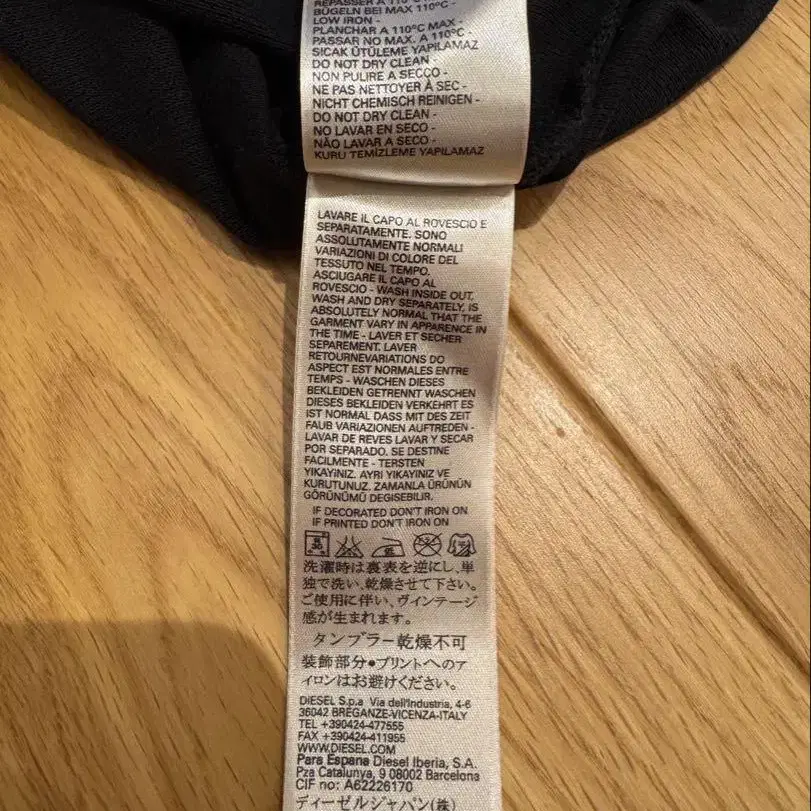 REPASSER A 110°C
BÜGELN BEI MAX 110°C -
LOW IRON -
PLANCHAR A 110°C MAX -
PASSAR NO MAX. A 110°C -
SICAK ÜTÜLEME YAPILAMAZ
DO NOT DRY CLEAN
NON PULIRE A SECCO -
NE PAS NETTOYER À SEC -
NICHT CHEMISCH REINIGEN -
DO NOT DRY CLEAN -
NO LAVAR EN SECO -
NÃO LAVAR A SECO -
KURU TEMİZLEME YAPILAMAZ
LAVARE IL CAPO AL ROVESCIO E
SEPARATAMENTE. SONO
ASSOLUTAMENTE NORMALI
VARIAZIONI DI COLORE DEL
TESSUTO NEL TEMPO.
ASCIUGARE IL CAPO AL
ROVESCIO - WASH INSIDE OUT,
WASH AND DRY SEPARATELY, IS
ABSOLUTELY NORMAL THAT THE
GARMENT VARY IN APPARENCE IN
THE TIME - LAVER ET SECHER
SEPAREMENT. LAVER
RETOURNEVARIATIONS DO
ASPECT EST NORMALES ENTRE
TEMPS - WASCHEN DIESES
BEKLEIDEN GETRENNT WASCHEN
DIESES BEKLEIDEN VERKEHRT ES
IST NORMAL DASS MIT DES ZEIT
FAUB VARIAZIONEN AUFTREDEN -
LAVAR DE REVES LAVAR Y SECAR
POR SEPARADO. SE DESTINE
FACILMENTE - TERSTEN
YIKAYINIZ. AYRI YIKAYINIZ VE
KURUTUNUZ. ZAMANLA ÜRÜNÜN
GÖRÜNÜMÜ DEGISEBILIR.
IF DECORATED DON'T IRON ON
IF PRINTED DON'T IRON ON
洗濯時は裏表を逆にし、単
独で洗い、乾燥させて下さい。
ご使用に伴い、ヴィンテージ
感が生まれます。
タンブラー乾燥不可
装飾部分●プリントへのア
イロンはお避けください。
DIESEL S.p.a Via dell'Industria, 4-6
36042 BREGANZE-VICENZA-ITALY
TEL +390424-477555
FAX +390424-411955
WWW.DIESEL.COM
Para Espana Diesel Iberia, S.A.
Pza Catalunya, 9 08002 Barcelona
CIF no: A62226170
ディーゼルジャパン(株)